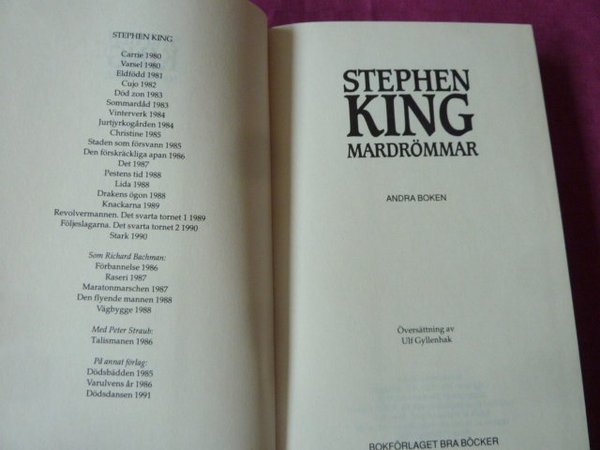 STEPHEN KING
Carrie 1980
Varsel 1980
Eldfödd 1981
Cujo 1982
Död zon 1983
Sommardåd 1983
Vinterverk 1984
Jurtjyrkogården 1984
Christine 1985
Staden som försvann 1985
Den förskräckliga apan 1986
Det 1987
Pestens tid 1988
Lida 1988
Drakens ögon 1988
Knackarna 1989
Revolvermannen. Det svarta tornet 1 1989
Följeslagarna. Det svarta tornet 2 1990
Stark 1990
Som Richard Bachman:
Förbannelse 1986
Raseri 1987
Maratonmarschen 1987
Den flyende mannen 1988
Vägbygge 1988
Med Peter Straub:
Talismanen 1986
På annat förlag:
Dödsbädden 1985
Varulvens år 1986
Dödsdansen 1991
STEPHEN
KING
MARDRÖMMAR
ANDRA BOKEN
Översättning av
Ulf Gyllenhak
BOKFÖRLAGET BRA BÖCKER